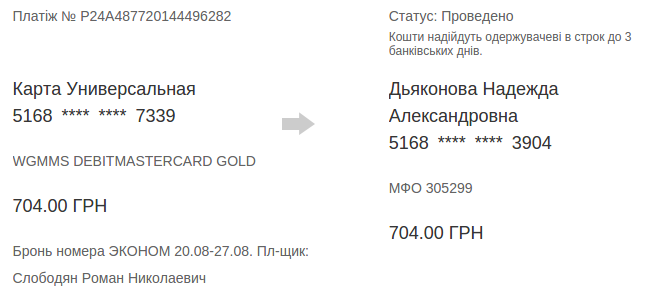 Платіж № P24A487720144496282
Карта Универсальная
5168 **** **** 7339
WGMMS DEBITMASTERCARD GOLD
704.00 ГРН
Бронь номера ЭКОНОМ 20.08-27.08. Пл-щик:
Слободян Роман Николаевич
Статус: Проведено
Кошти надійдуть одержувачеві в строк до 3
банківських днів.
Дьяконова Надежда
Александровна
5168 **** **** 3904
МФО 305299
704.00 ГРН